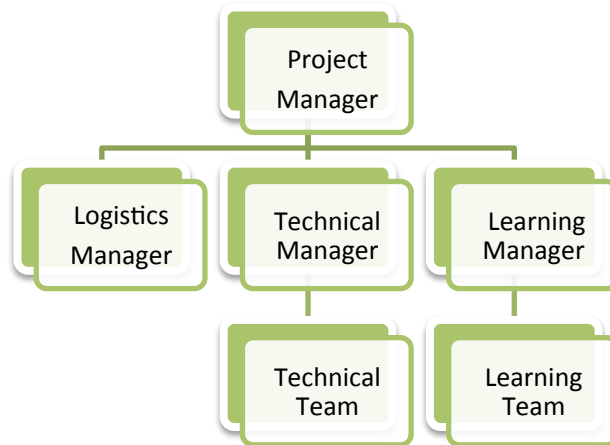 Project
Manager
Logistics
Manager
Technical
Manager
Learning
Manager
Technical
Team
Learning
Team